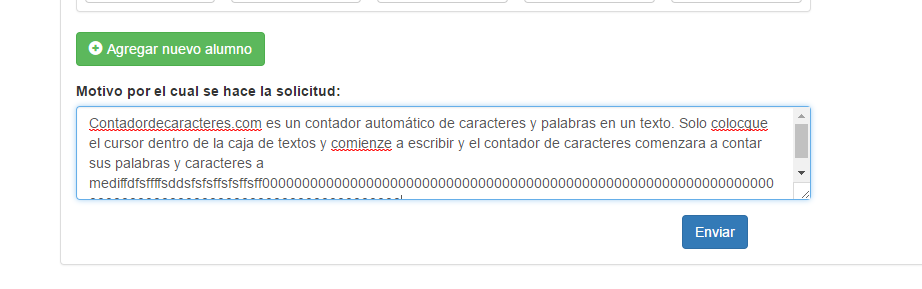 Agregar nuevo alumno
Motivo por el cual se hace la solicitud:
Contadordecaracteres.com es un contador automático de caracteres y palabras en un texto. Solo colocque
el cursor dentro de la caja de textos y comienze a escribir y el contador de caracteres comenzara a contar
sus palabras y caracteres a
Enviar